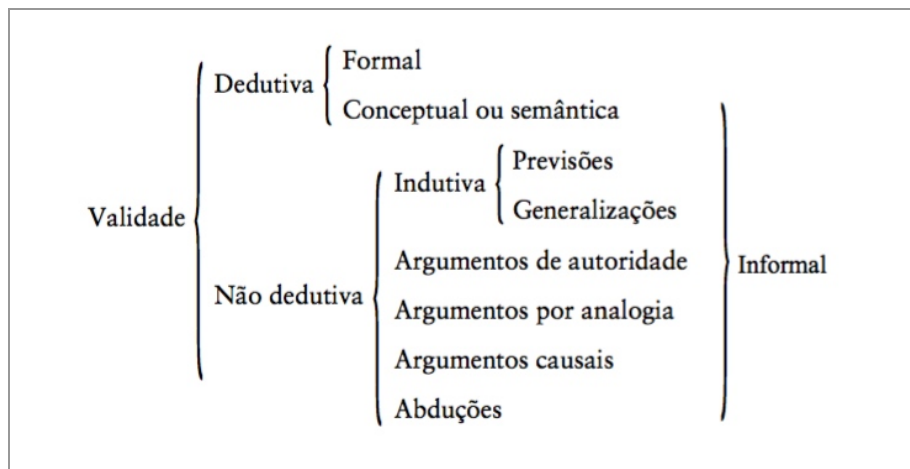 Formal
Dedutiva
Conceptual ou semântica
Previsões
Indutiva
Generalizações
Validade
Argumentos de autoridade
Informal
Não dedutiva
Argumentos por analogia
Argumentos causais
Abduções